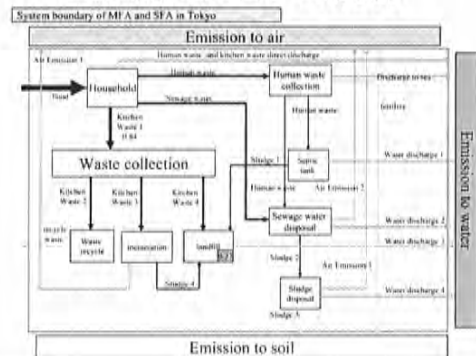 System boundary of MFA and SFA in Tokyo
Emission to air
Air Emission 1
Human waste and kitchen waste direct discharge
Household
Human waste
Human waste
collection
Discharge to sea
Food
Sewage water
fertilizer
Kitchen
Waste 1
0.84
Human waste
Waste collection
Sludge 1
Septic
tank
Water discharge 1
Kitchen
Waste 2
Kitchen
Waste 3
Kitchen
Waste 4
Human waste
Air Emission 2
Sewage water
disposal
Water discharge 2
Water discharge 3
recycle
waste
Waste
recycle
incineration
landfill
Sludge 2
Air Emission 3
Sludge 4
Sludge
disposal
Water discharge 4
Sludge 3
Emission to water
Emission to soil